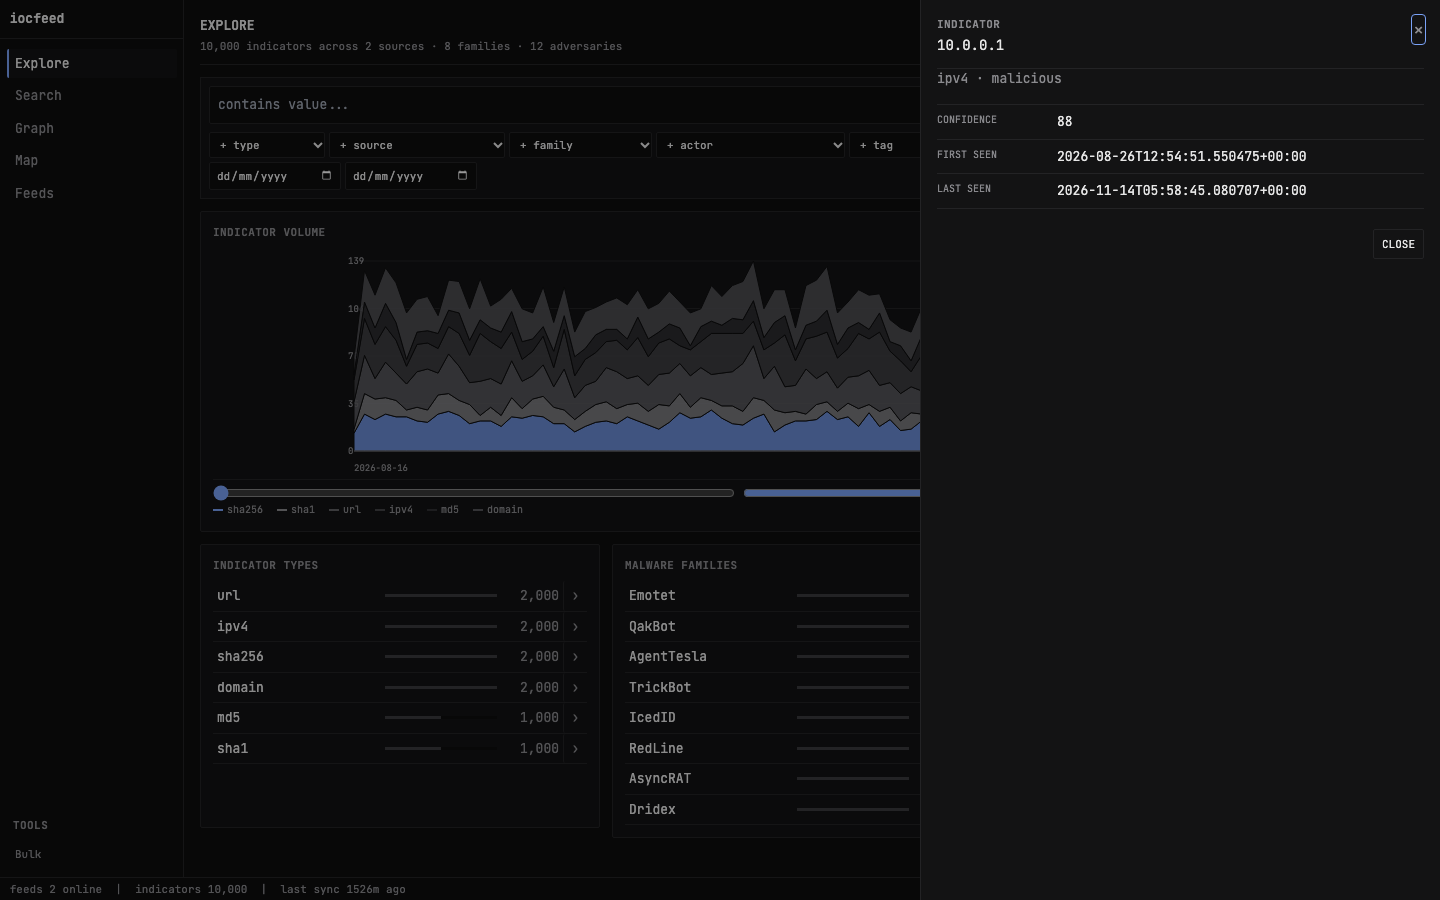 iocfeed
Explore
Search
Graph
Map
Feeds
TOOLS
Bulk
EXPLORE
10,000 indicators across 2 sources · 8 families · 12 adversaries
contains value...
+ type
+ source
+ family
+ actor
+ tag
dd/mm/yyyy
dd/mm/yyyy
INDICATOR VOLUME
139
10
7
3
0
2026-08-16
sha256
sha1
url
ipv4
md5
domain
INDICATOR TYPES
url 2,000 ›
ipv4 2,000 ›
sha256 2,000 ›
domain 2,000 ›
md5 1,000 ›
sha1 1,000 ›
MALWARE FAMILIES
Emotet
QakBot
AgentTesla
TrickBot
IcedID
RedLine
AsyncRAT
Dridex
feeds 2 online | indicators 10,000 | last sync 1526m ago
INDICATOR
10.0.0.1
×
ipv4 · malicious
CONFIDENCE 88
FIRST SEEN 2026-08-26T12:54:51.550475+00:00
LAST SEEN 2026-11-14T05:58:45.080707+00:00
CLOSE